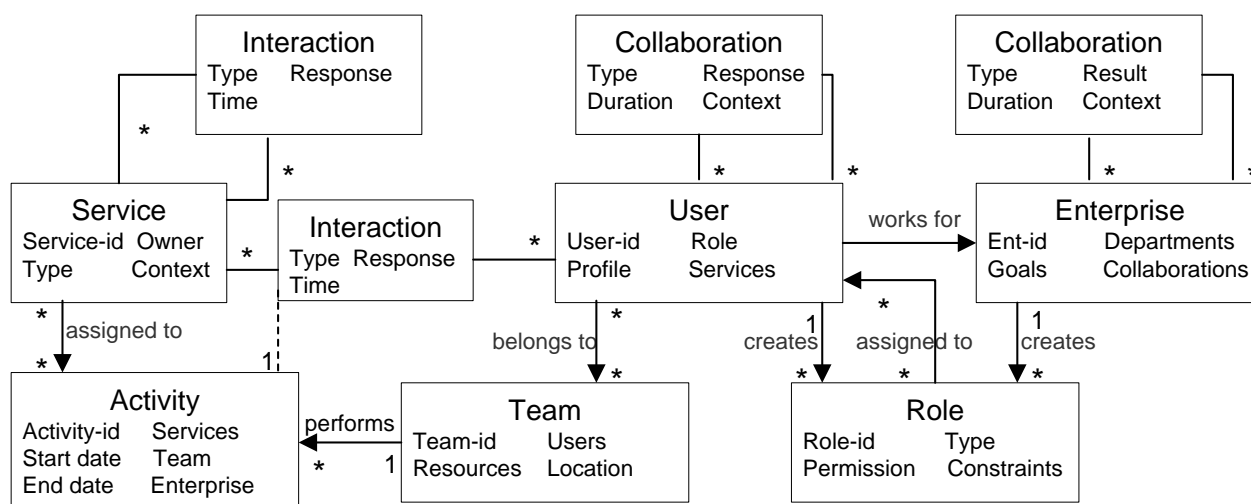 Interaction
Type Response
Time
Collaboration
Type Response
Duration Context
Collaboration
Type Result
Duration Context
*
*
*
*
*
*
Service
Service-id Owner
Type Context
*
Interaction
Type Response
Time
*
User
User-id Role
Profile Services
works for
Enterprise
Ent-id Departments
Goals Collaborations
*
assigned to
*
1
*
belongs to
*
1
creates
*
*
assigned to
*
1
creates
*
Activity
Activity-id Services
Start date Team
End date Enterprise
performs
*
1
Team
Team-id Users
Resources Location
Role
Role-id Type
Permission Constraints